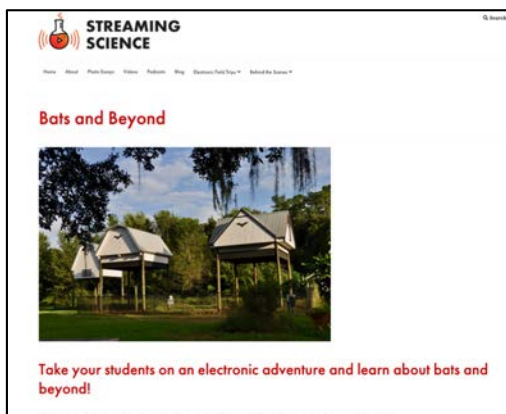 STREAMING
SCIENCE
Search
Home About Photo Essays Videos Podcasts Blog Electronic Field Trips Behind the Scenes
Bats and Beyond
Take your students on an electronic adventure and learn about bats and
beyond!